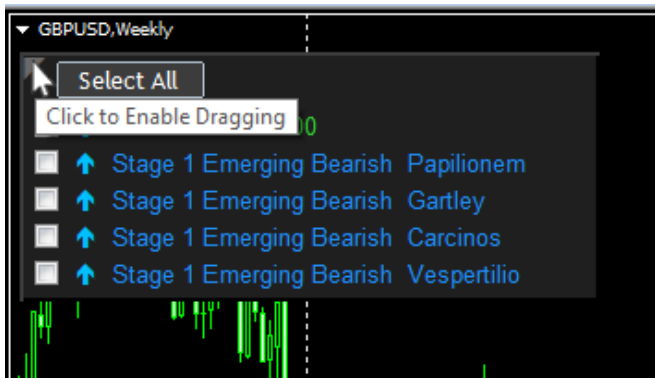 GBPUSD,Weekly
Select All
Click to Enable Dragging
Stage 1 Emerging Bearish Papilionem
Stage 1 Emerging Bearish Gartley
Stage 1 Emerging Bearish Carcinos
Stage 1 Emerging Bearish Vespertilio